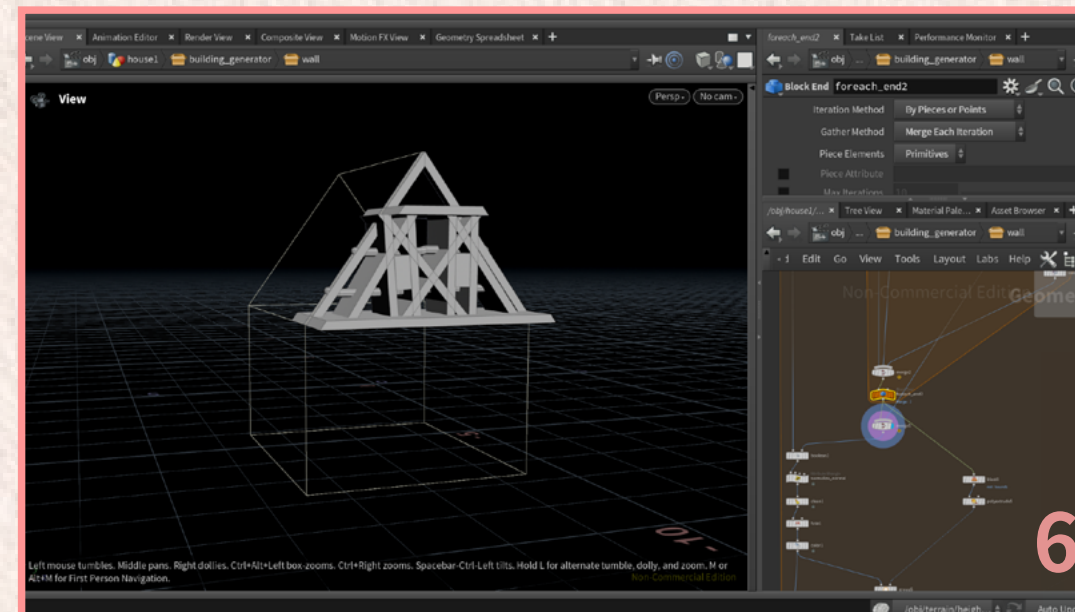 cene View Animation Editor Render View Composite View Motion FX View Geometry Spreadsheet
obj house1 building_generator wall
View
Persp No cam
Left mouse tumbles. Middle pans. Right dollies. Ctrl+Alt+Left box-zooms. Ctrl+Right zooms. Spacebar-Ctrl-Left tilts. Hold L for alternate tumble, dolly, and zoom. M or
Alt+M for First Person Navigation.
Non-Commercial Edition
-10
foreach_end2 Take List Performance Monitor
obj ... building_generator wall
Block End foreach_end2
Iteration Method By Pieces or Points
Gather Method Merge Each Iteration
Piece Elements Primitives
Piece Attribute
Max Iterations 10
/obj/house1/... Tree View Material Pale... Asset Browser
obj ... building_generator wall
Edit Go View Tools Layout Labs Help
Non-Commercial Edit
Geome
6
/obj/terrain/heigh Auto Up